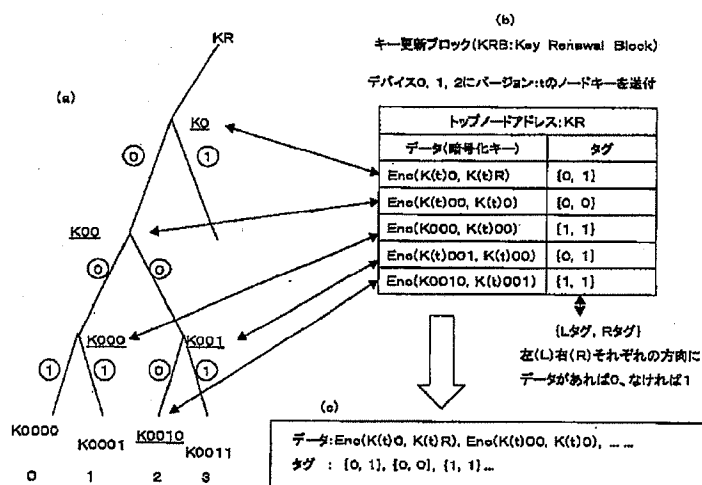 (b)
キー更新ブロック(KRB:Key Renewal Block)
デバイス0, 1, 2にバージョン:tのノードキーを送付
トップノードアドレス:KR
データ(暗号化キー) タグ
Enc(K(t)0, K(t)R) {0, 1}
Enc(K(t)00, K(t)0) {0, 0}
Enc(K000, K(t)00) {1, 1}
Enc(K(t)001, K(t)00) {0, 1}
Enc(K0010, K(t)001) {1, 1}
{Lタグ, Rタグ}
左(L)右(R)それぞれの方向に
データがあれば0、なければ1
(a)
KR
K0
0 1
K00
0 0
K000 K001
1 1 0 1
K0000 K0001 K0010 K0011
0 1 2 3
(c)
データ:Enc(K(t)0, K(t)R), Enc(K(t)00, K(t)0), ... ...
タグ : {0, 1}, {0, 0}, {1, 1}...